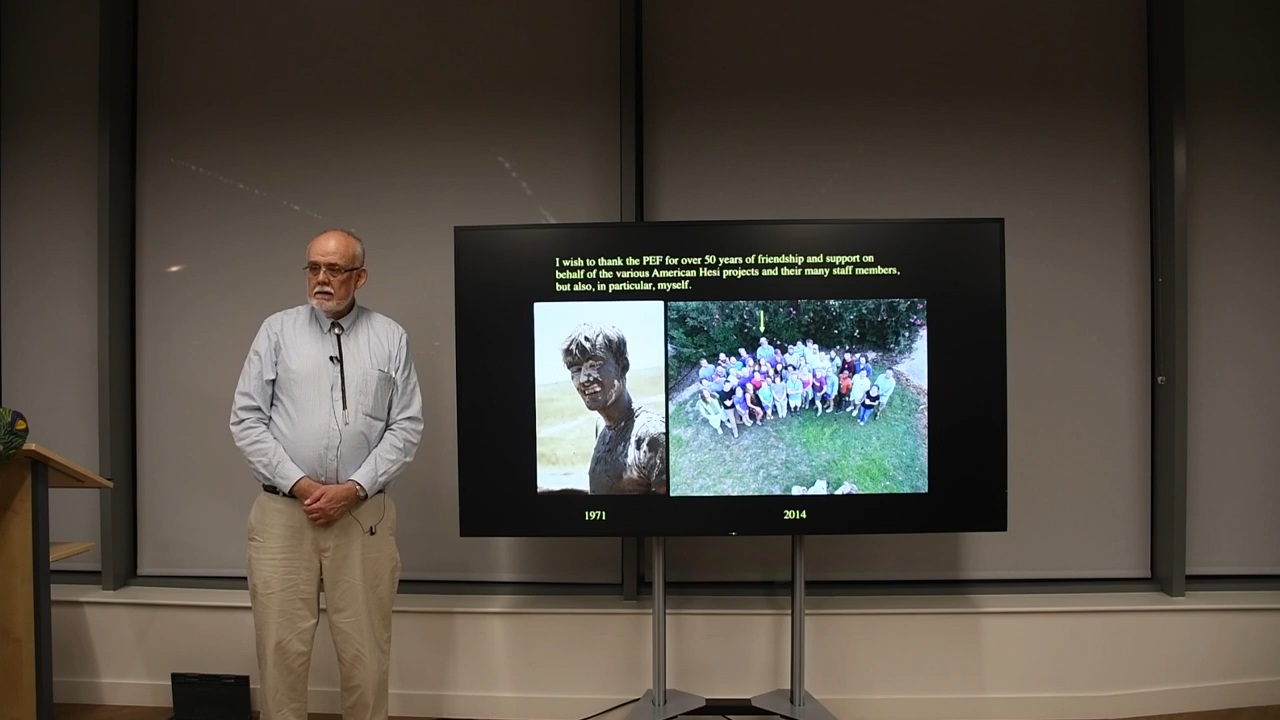 I wish to thank the PEF for over 50 years of friendship and support on
behalf of the various American Hesi projects and their many staff members,
but also, in particular, myself.
1971
2014